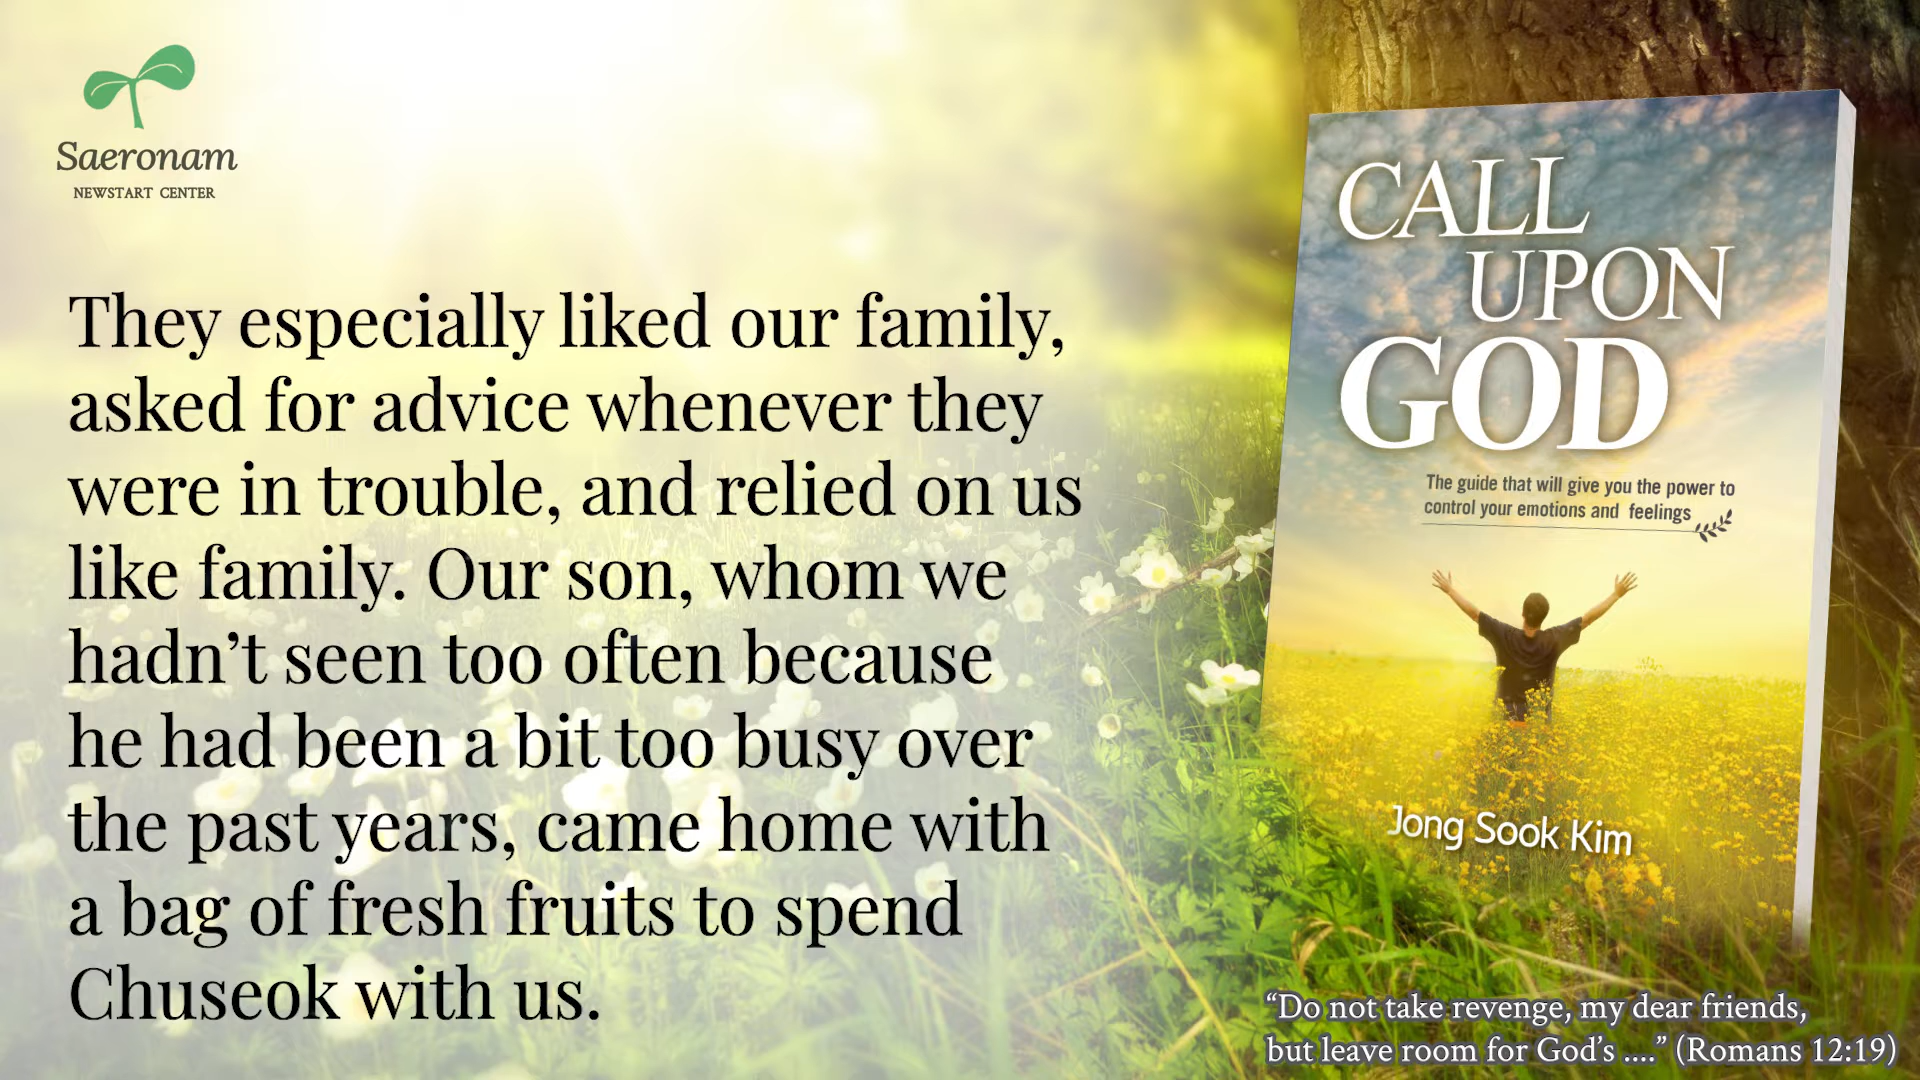 Saeronam
NEWSTART CENTER
They especially liked our family,
asked for advice whenever they
were in trouble, and relied on us
like family. Our son, whom we
hadn’t seen too often because
he had been a bit too busy over
the past years, came home with
a bag of fresh fruits to spend
Chuseok with us.
CALL
UPON
GOD
The guide that will give you the power to
control your emotions and feelings
Jong Sook Kim
“Do not take revenge, my dear friends,
but leave room for God’s ....” (Romans 12:19)